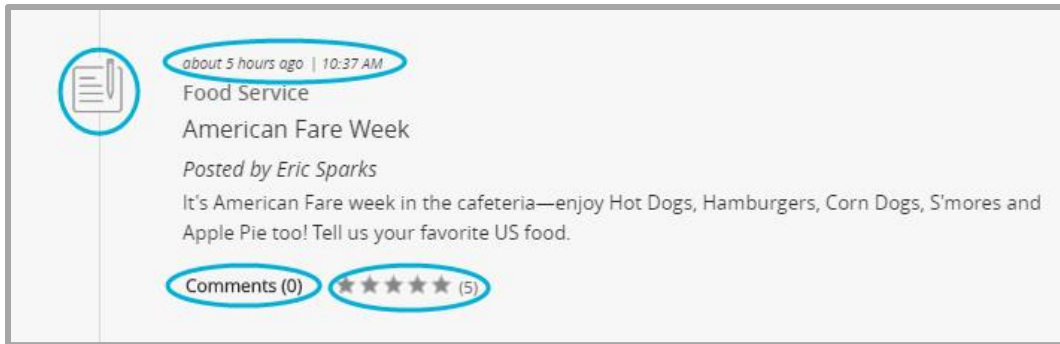 about 5 hours ago | 10:37 AM
Food Service
American Fare Week
Posted by Eric Sparks
It's American Fare week in the cafeteria—enjoy Hot Dogs, Hamburgers, Corn Dogs, S'mores and
Apple Pie too! Tell us your favorite US food.
Comments (0) ★★★★★ (5)